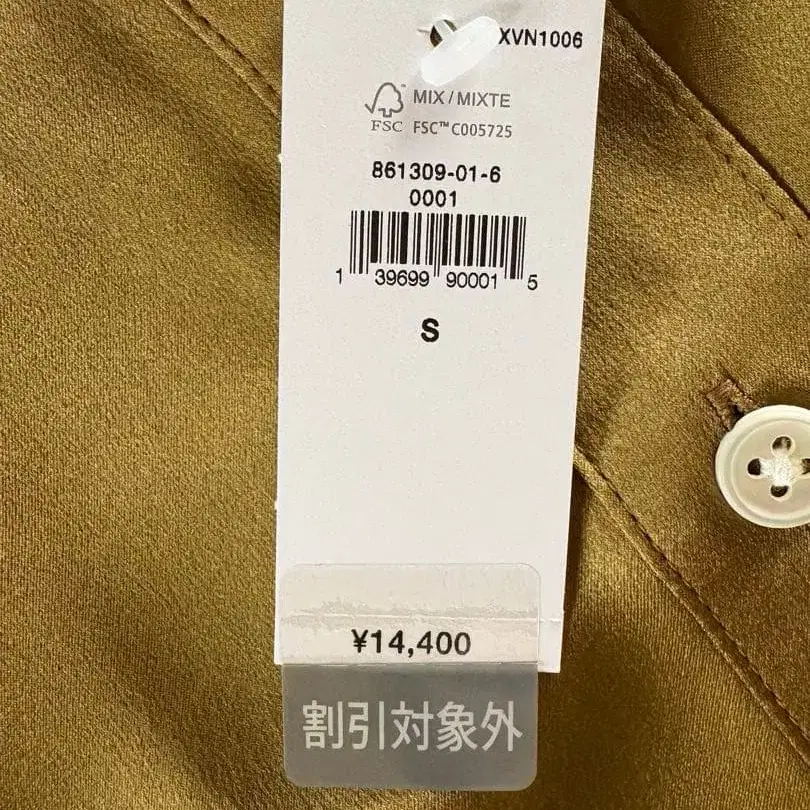 XVN1006
MIX / MIXTE
FSC FSC™ C005725
861309-01-6
0001
1 39699 90001 5
S
¥14,400
割引対象外